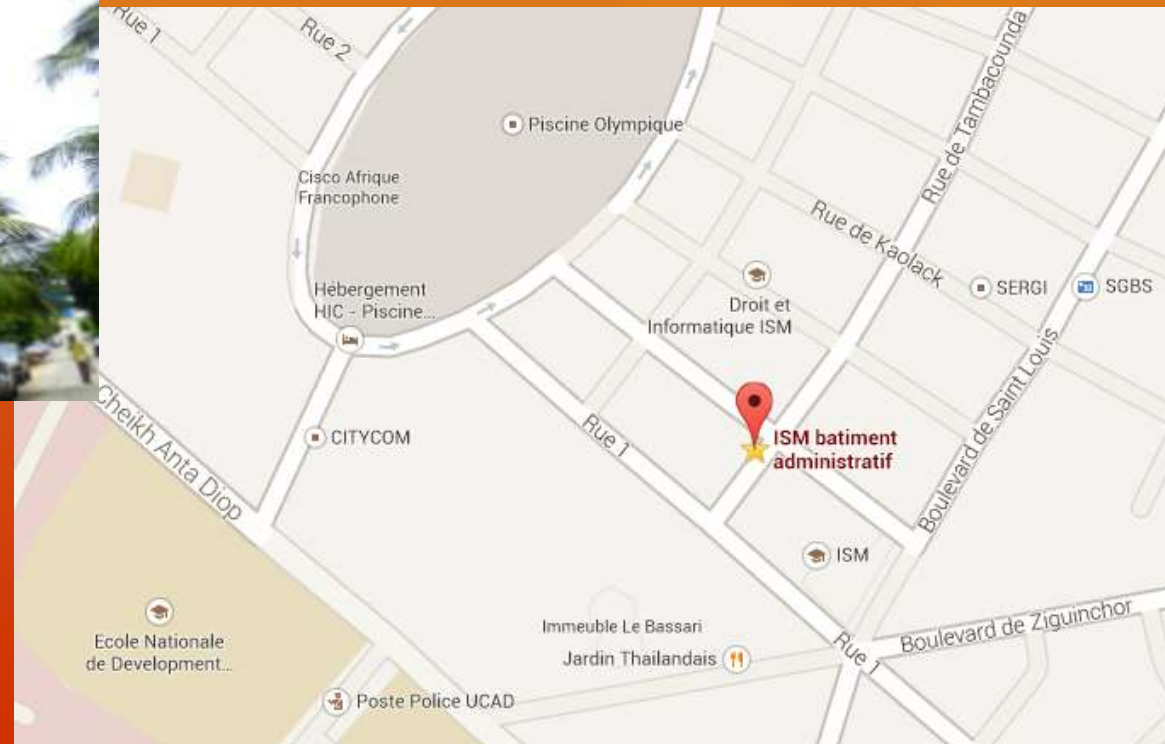 Rue 1
Rue 2
Piscine Olympique
Rue de Tambacounda
Cisco Afrique
Francophone
Rue de Kaolack
Hébergement
HIC - Piscine...
Droit et
Informatique ISM
SERGI
SGBS
Cheikh Anta Diop
CITYCOM
Rue 1
ISM batiment
administratif
Boulevard de Saint Louis
ISM
Ecole Nationale
de Development...
Immeuble Le Bassari
Jardin Thailandais
Rue 1
Boulevard de Ziguinchor
Poste Police UCAD